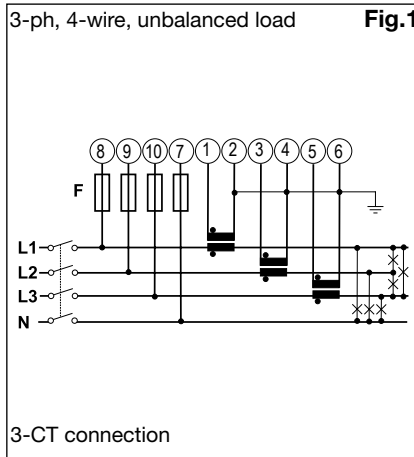 3-ph, 4-wire, unbalanced load Fig.1
8 9 10 7 1 2 3 4 5 6
F
L1
L2
L3
N
3-CT connection